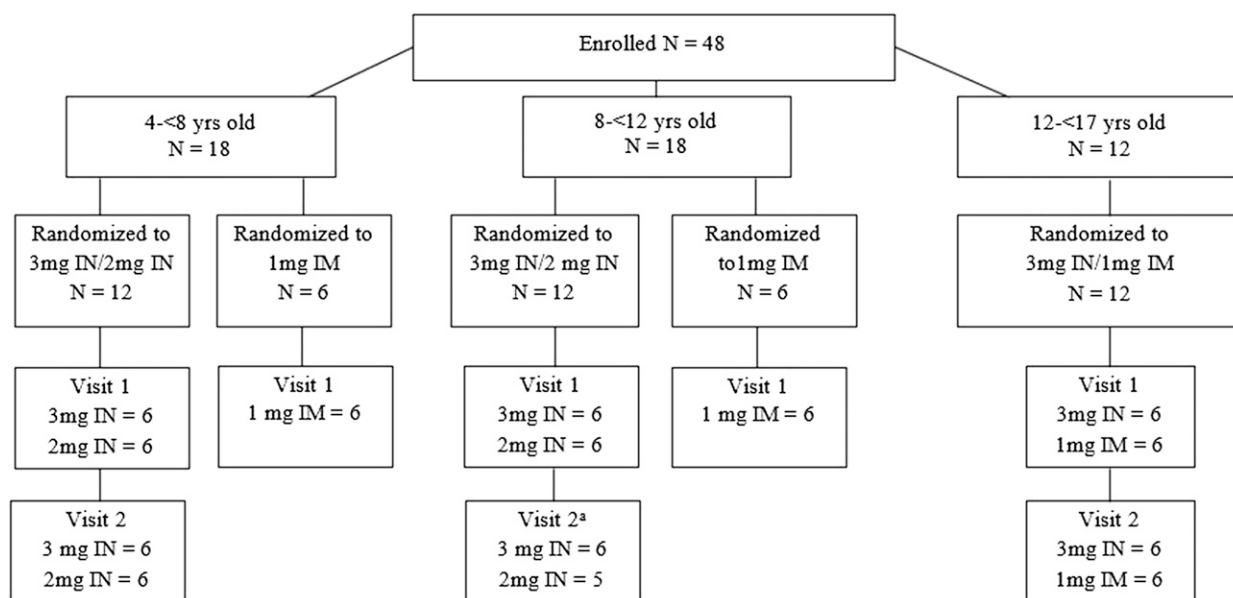 Enrolled N = 48
4-<8 yrs old
N = 18
8-<12 yrs old
N = 18
12-<17 yrs old
N = 12
Randomized to
3mg IN/2mg IN
N = 12
Randomized to
1mg IM
N = 6
Randomized to
3mg IN/2 mg IN
N = 12
Randomized
to1mg IM
N = 6
Randomized to
3mg IN/1mg IM
N = 12
Visit 1
3mg IN = 6
2mg IN = 6
Visit 1
1 mg IM = 6
Visit 1
3mg IN = 6
2mg IN = 6
Visit 1
1 mg IM = 6
Visit 1
3mg IN = 6
1mg IM = 6
Visit 2
3 mg IN = 6
2mg IN = 6
Visit 2ᵃ
3 mg IN = 6
2mg IN = 5
Visit 2
3mg IN = 6
1mg IM = 6